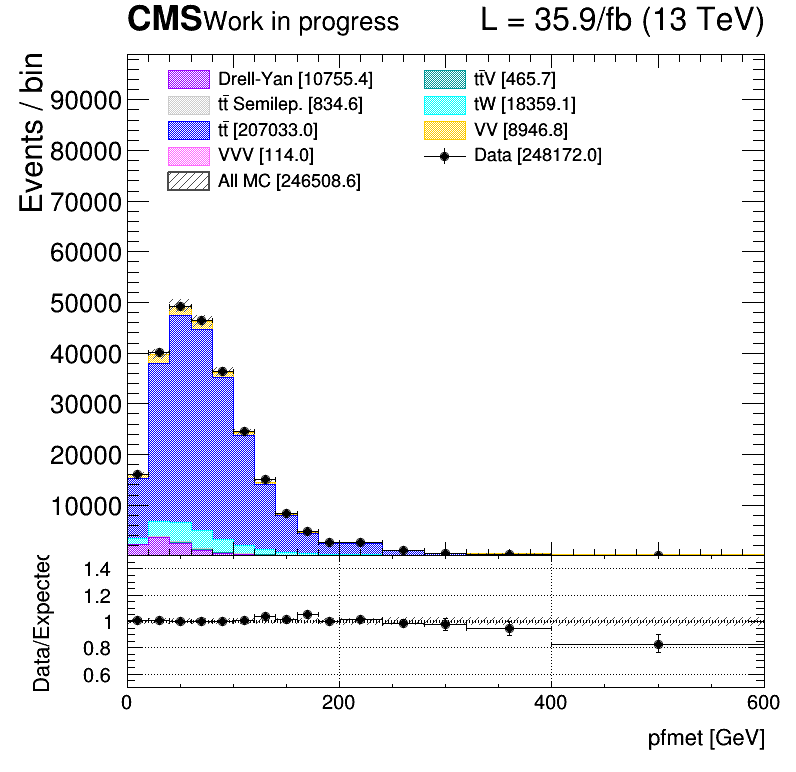 CMS Work in progress L = 35.9/fb (13 TeV)
Events / bin
Drell-Yan [10755.4]
tt̄ Semilep. [834.6]
tt̄ [207033.0]
VVV [114.0]
All MC [246508.6]
tt̄V [465.7]
tW [18359.1]
VV [8946.8]
Data [248172.0]
90000
80000
70000
60000
50000
40000
30000
20000
10000
Data/Expected
1.4
1.2
1
0.8
0.6
0 200 400 600
pfmet [GeV]